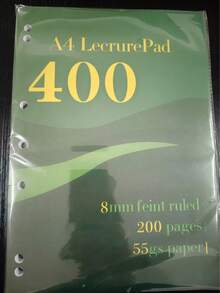 A4 LecrurePad
400
8mm feint ruled
200 pages
55gs paper